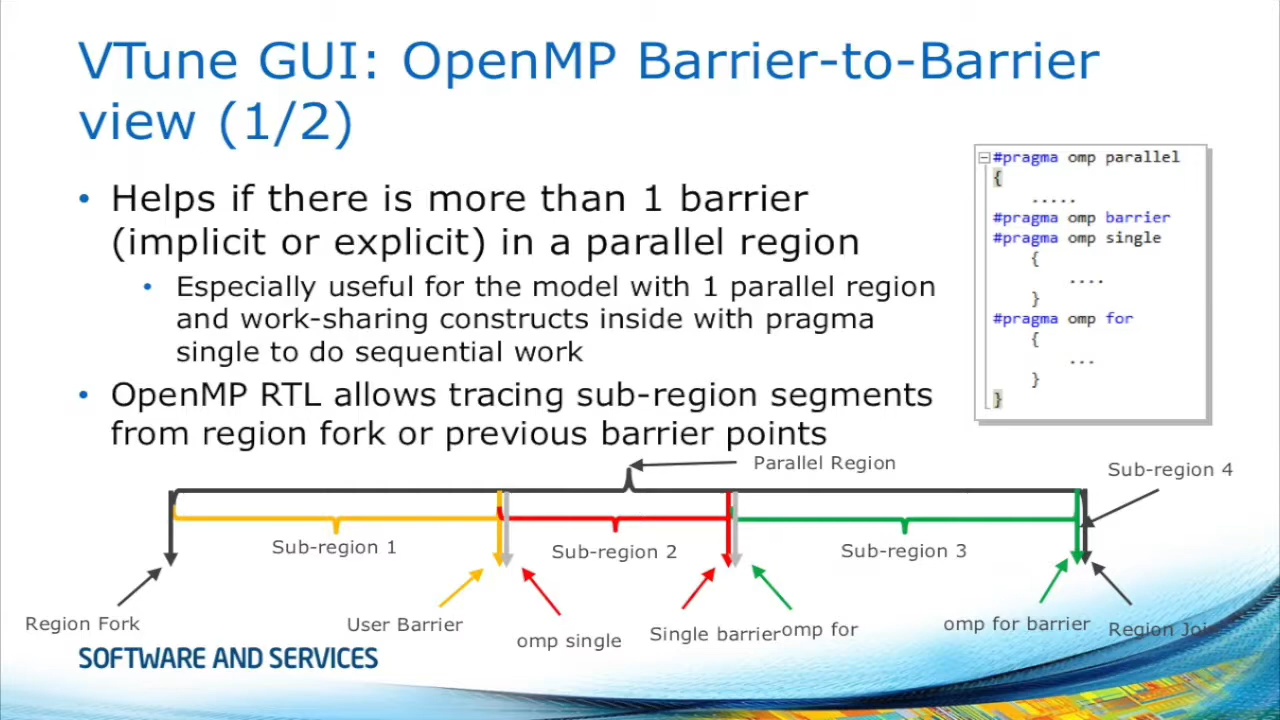 VTune GUI: OpenMP Barrier-to-Barrier
view (1/2)
• Helps if there is more than 1 barrier
(implicit or explicit) in a parallel region
• Especially useful for the model with 1 parallel region
and work-sharing constructs inside with pragma
single to do sequential work
• OpenMP RTL allows tracing sub-region segments
from region fork or previous barrier points
#pragma omp parallel
{
.....
#pragma omp barrier
#pragma omp single
{
....
}
#pragma omp for
{
...
}
}
Parallel Region
Sub-region 4
Sub-region 1
Sub-region 2
Sub-region 3
Region Fork
User Barrier
omp single
Single barrier
omp for
omp for barrier
Region Join
SOFTWARE AND SERVICES